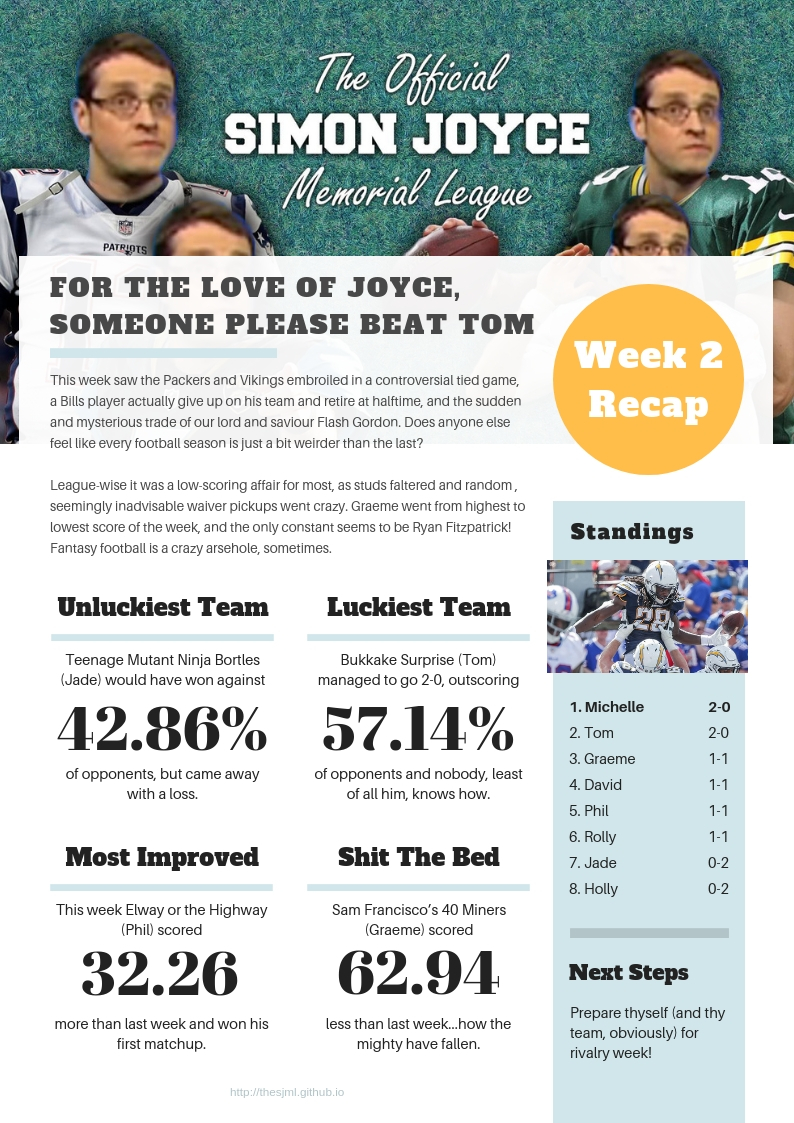 The Official
SIMON JOYCE
Memorial League
NFL
PATRIOTS
FOR THE LOVE OF JOYCE,
SOMEONE PLEASE BEAT TOM
Week 2
Recap
This week saw the Packers and Vikings embroiled in a controversial tied game,
a Bills player actually give up on his team and retire at halftime, and the sudden
and mysterious trade of our lord and saviour Flash Gordon. Does anyone else
feel like every football season is just a bit weirder than the last?
League-wise it was a low-scoring affair for most, as studs faltered and random ,
seemingly inadvisable waiver pickups went crazy. Graeme went from highest to
lowest score of the week, and the only constant seems to be Ryan Fitzpatrick!
Fantasy football is a crazy arsehole, sometimes.
Unluckiest Team
Teenage Mutant Ninja Bortles
(Jade) would have won against
42.86%
of opponents, but came away
with a loss.
Luckiest Team
Bukkake Surprise (Tom)
managed to go 2-0, outscoring
57.14%
of opponents and nobody, least
of all him, knows how.
Most Improved
This week Elway or the Highway
(Phil) scored
32.26
more than last week and won his
first matchup.
Shit The Bed
Sam Francisco’s 40 Miners
(Graeme) scored
62.94
less than last week...how the
mighty have fallen.
Standings
28
1. Michelle 2-0
2. Tom 2-0
3. Graeme 1-1
4. David 1-1
5. Phil 1-1
6. Rolly 1-1
7. Jade 0-2
8. Holly 0-2
Next Steps
Prepare thyself (and thy
team, obviously) for
rivalry week!
http://thesjml.github.io